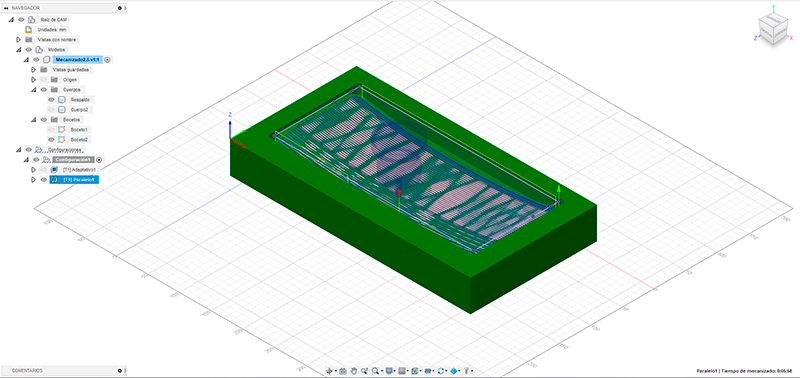 NAVEGADOR
Raíz de CAM
Unidades: mm
Vistas con nombre
Modelos
Mecanizado2.5 v1:1
Vistas guardadas
Origen
Cuerpos
Respaldo
Cuerpo2
Bocetos
Boceto1
Boceto2
Configuraciones
Configuración1
[T1] Adaptativo1
[T1] Paralelo1
Z
Y
Z
X
COMENTARIOS
Paralelo1 | Tiempo de mecanizado: 0:05:58